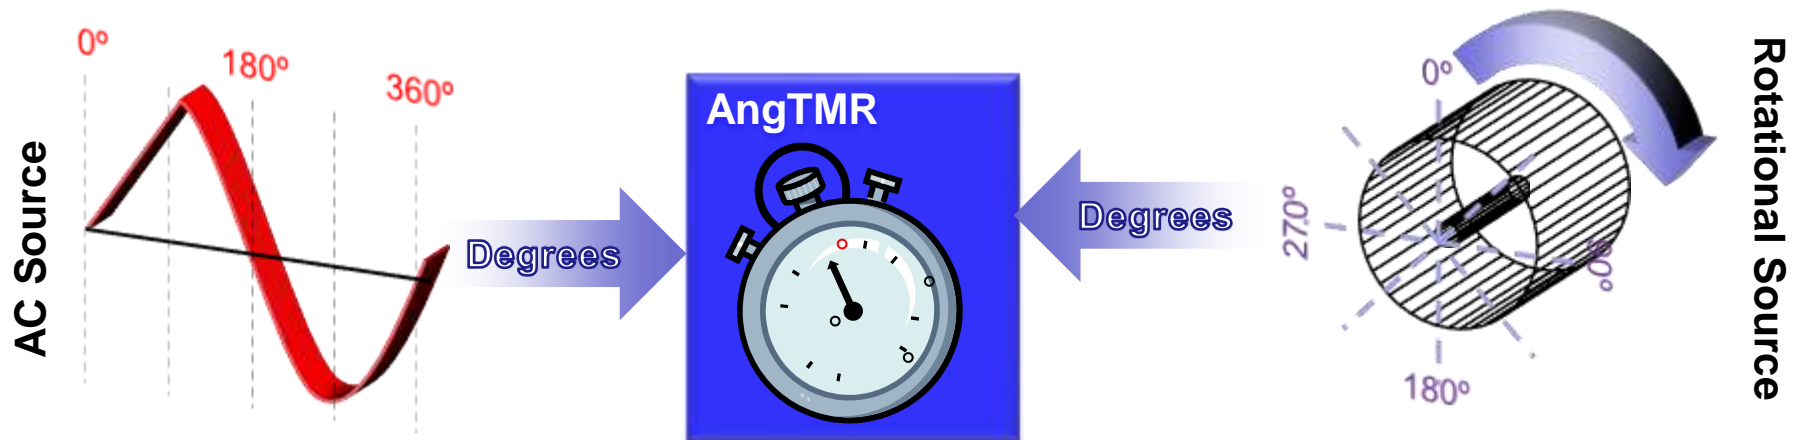 AC Source
0º
180º
360º
Degrees
AngTMR
Degrees
0º
270º
90º
180º
Rotational Source